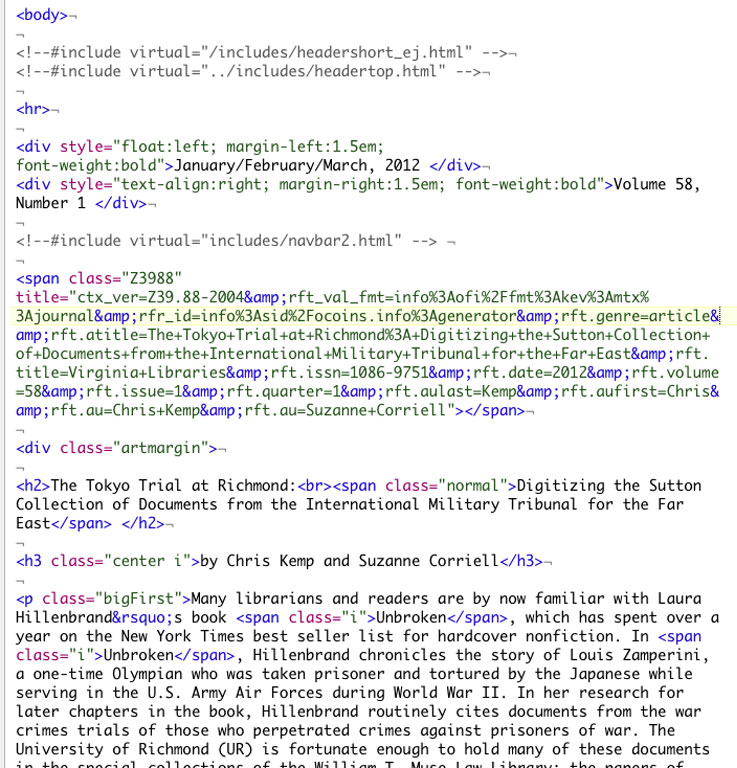 <body>¬
¬
<!--#include virtual="/includes/headershort_ej.html" -->¬
<!--#include virtual="../includes/headertop.html" -->¬
¬
<hr>¬
¬
<div style="float:left; margin-left:1.5em;
font-weight:bold">January/February/March, 2012 </div>¬
<div style="text-align:right; margin-right:1.5em; font-weight:bold">Volume 58,
Number 1 </div>¬
¬
<!--#include virtual="includes/navbar2.html" --> ¬
¬
<span class="Z3988"
title="ctx_ver=Z39.88-2004&amp;rft_val_fmt=info%3Aofi%2Ffmt%3Akev%3Amtx%
3Ajournal&amp;rfr_id=info%3Asid%2Focoins.info%3Agenerator&amp;rft.genre=article&
amp;rft.atitle=The+Tokyo+Trial+at+Richmond%3A+Digitizing+the+Sutton+Collection+
of+Documents+from+the+International+Military+Tribunal+for+the+Far+East&amp;rft.
title=Virginia+Libraries&amp;rft.issn=1086-9751&amp;rft.date=2012&amp;rft.volume
=58&amp;rft.issue=1&amp;rft.quarter=1&amp;rft.aulast=Kemp&amp;rft.aufirst=Chris&
amp;rft.au=Chris+Kemp&amp;rft.au=Suzanne+Corriell"></span>¬
¬
<div class="artmargin">¬
¬
<h2>The Tokyo Trial at Richmond:<br><span class="normal">Digitizing the Sutton
Collection of Documents from the International Military Tribunal for the Far
East</span> </h2>¬
¬
<h3 class="center i">by Chris Kemp and Suzanne Corriell</h3>¬
¬
<p class="bigFirst">Many librarians and readers are by now familiar with Laura
Hillenbrand&rsquo;s book <span class="i">Unbroken</span>, which has spent over a
year on the New York Times best seller list for hardcover nonfiction. In <span
class="i">Unbroken</span>, Hillenbrand chronicles the story of Louis Zamperini,
a one-time Olympian who was taken prisoner and tortured by the Japanese while
serving in the U.S. Army Air Forces during World War II. In her research for
later chapters in the book, Hillenbrand routinely cites documents from the war
crimes trials of those who perpetrated crimes against prisoners of war. The
University of Richmond (UR) is fortunate enough to hold many of these documents
in the special collections of the William T. Muse Law Library: the papers of